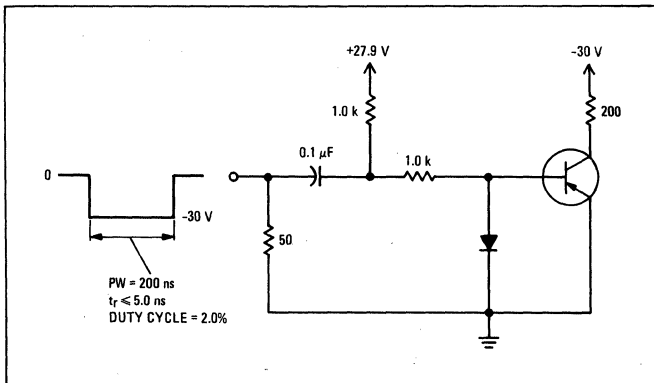 +27.9 V
-30 V
1.0 k
200
0.1 μF
1.0 k
0
-30 V
50
PW = 200 ns
tr ≤ 5.0 ns
DUTY CYCLE = 2.0%